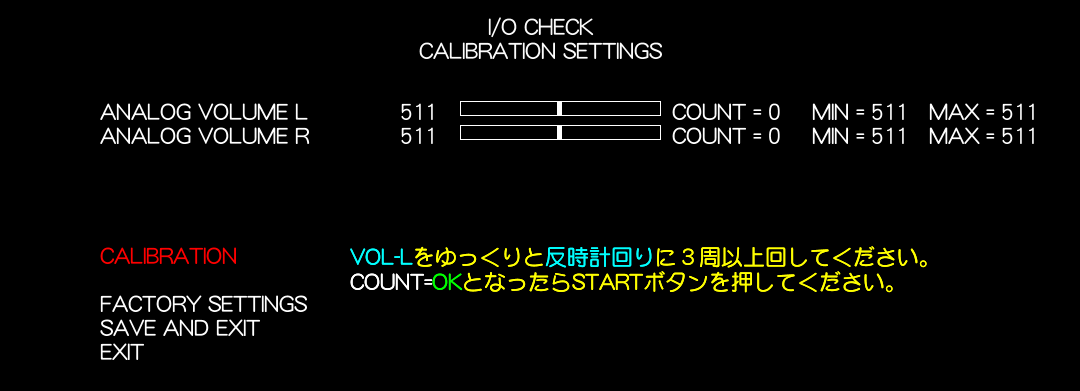 I/O CHECK
CALIBRATION SETTINGS
ANALOG VOLUME L 511 COUNT = 0 MIN = 511 MAX = 511
ANALOG VOLUME R 511 COUNT = 0 MIN = 511 MAX = 511
CALIBRATION VOL-Lをゆっくりと反時計回りに３周以上回してください。
COUNT=OKとなったらSTARTボタンを押してください。
FACTORY SETTINGS
SAVE AND EXIT
EXIT